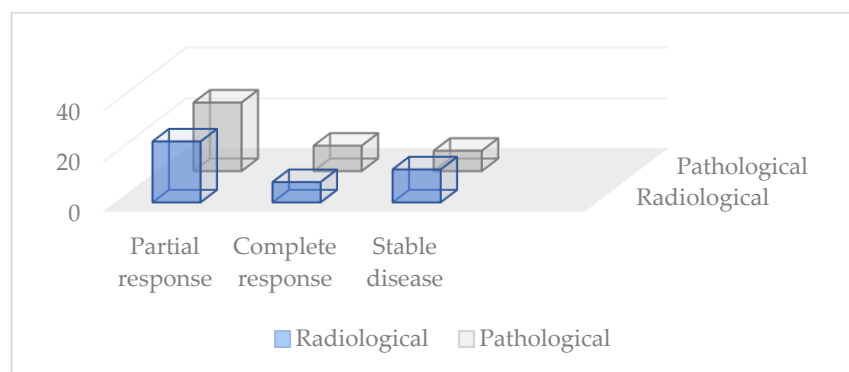 40
20
0
Pathological
Radiological
Partial response
Complete response
Stable disease
Radiological
Pathological